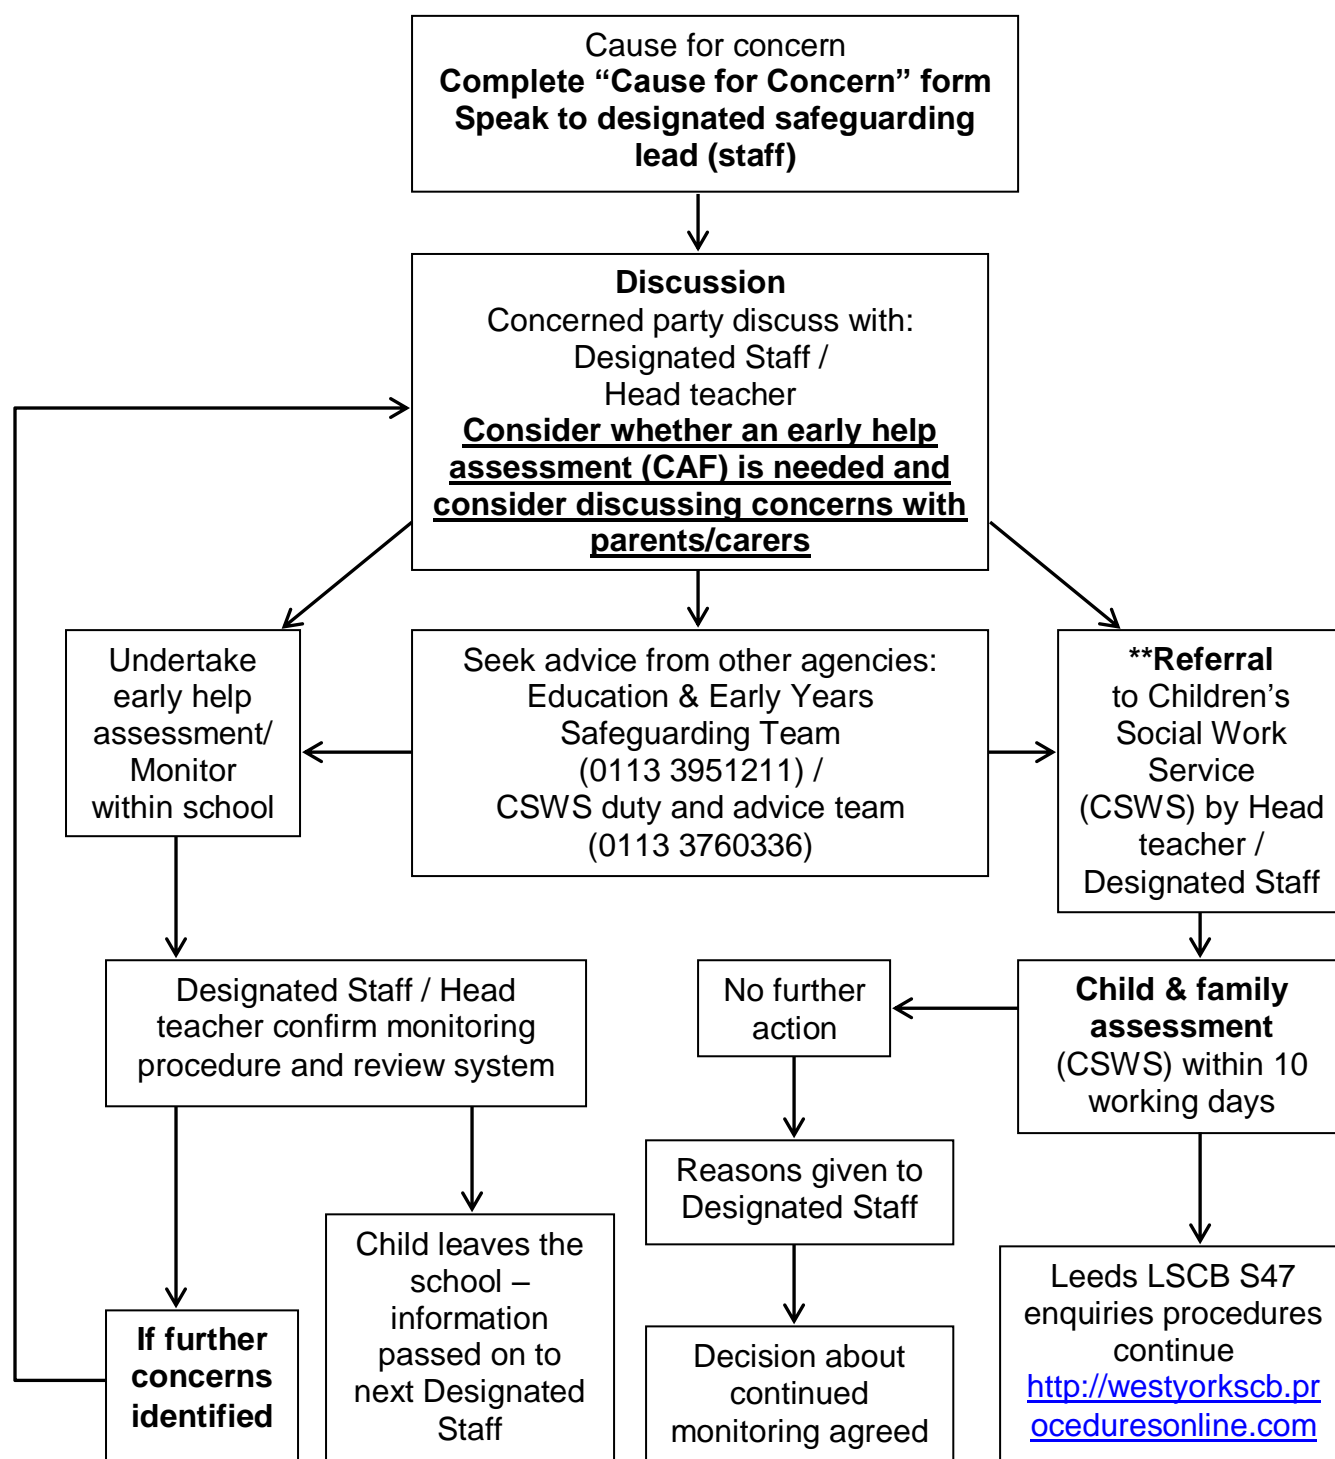 Cause for concern
Complete “Cause for Concern” form
Speak to designated safeguarding
lead (staff)
Discussion
Concerned party discuss with:
Designated Staff /
Head teacher
Consider whether an early help
assessment (CAF) is needed and
consider discussing concerns with
parents/carers
Undertake
early help
assessment/
Monitor
within school
Seek advice from other agencies:
Education & Early Years
Safeguarding Team
(0113 3951211) /
CSWS duty and advice team
(0113 3760336)
**Referral
to Children’s
Social Work
Service
(CSWS) by Head
teacher /
Designated Staff
Designated Staff / Head
teacher confirm monitoring
procedure and review system
No further
action
Child & family
assessment
(CSWS) within 10
working days
Reasons given to
Designated Staff
If further
concerns
identified
Child leaves the
school –
information
passed on to
next Designated
Staff
Decision about
continued
monitoring agreed
Leeds LSCB S47
enquiries procedures
continue
http://westyorkscb.pr
oceduresonline.com